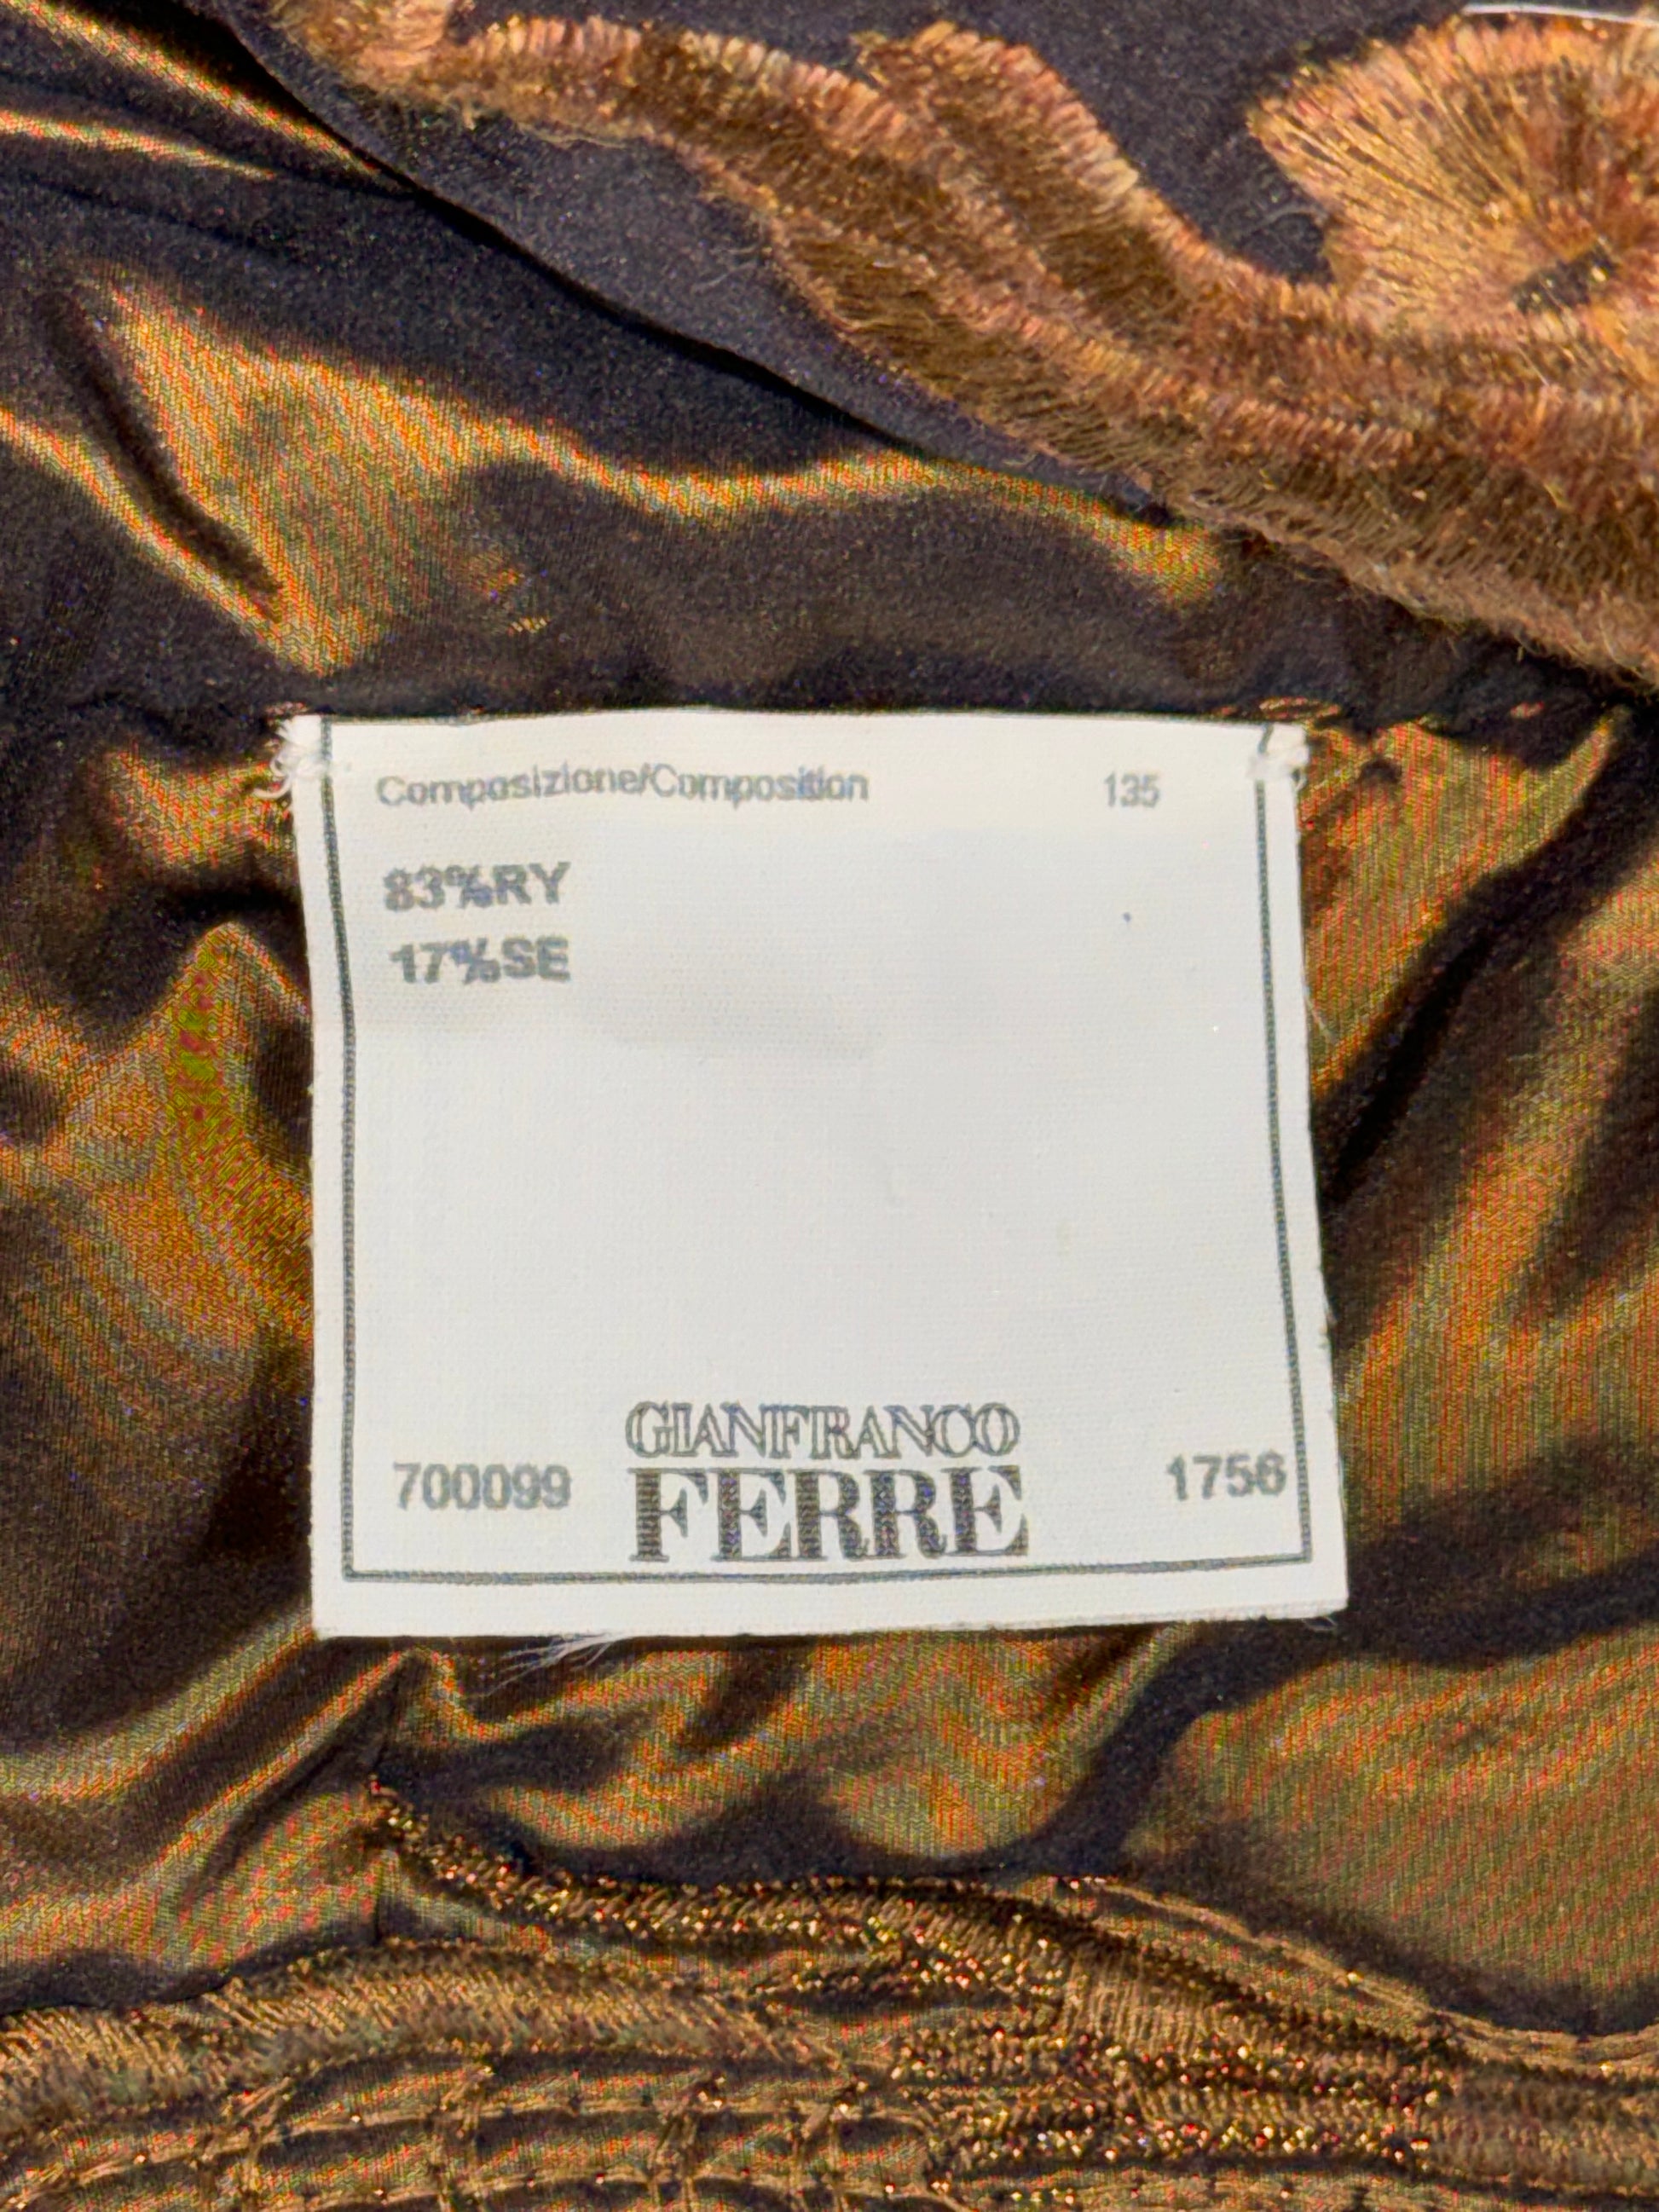 Composizione/Composition 135
83%RY
17%SE
GIANFRANCO
700099 FERRE 1756